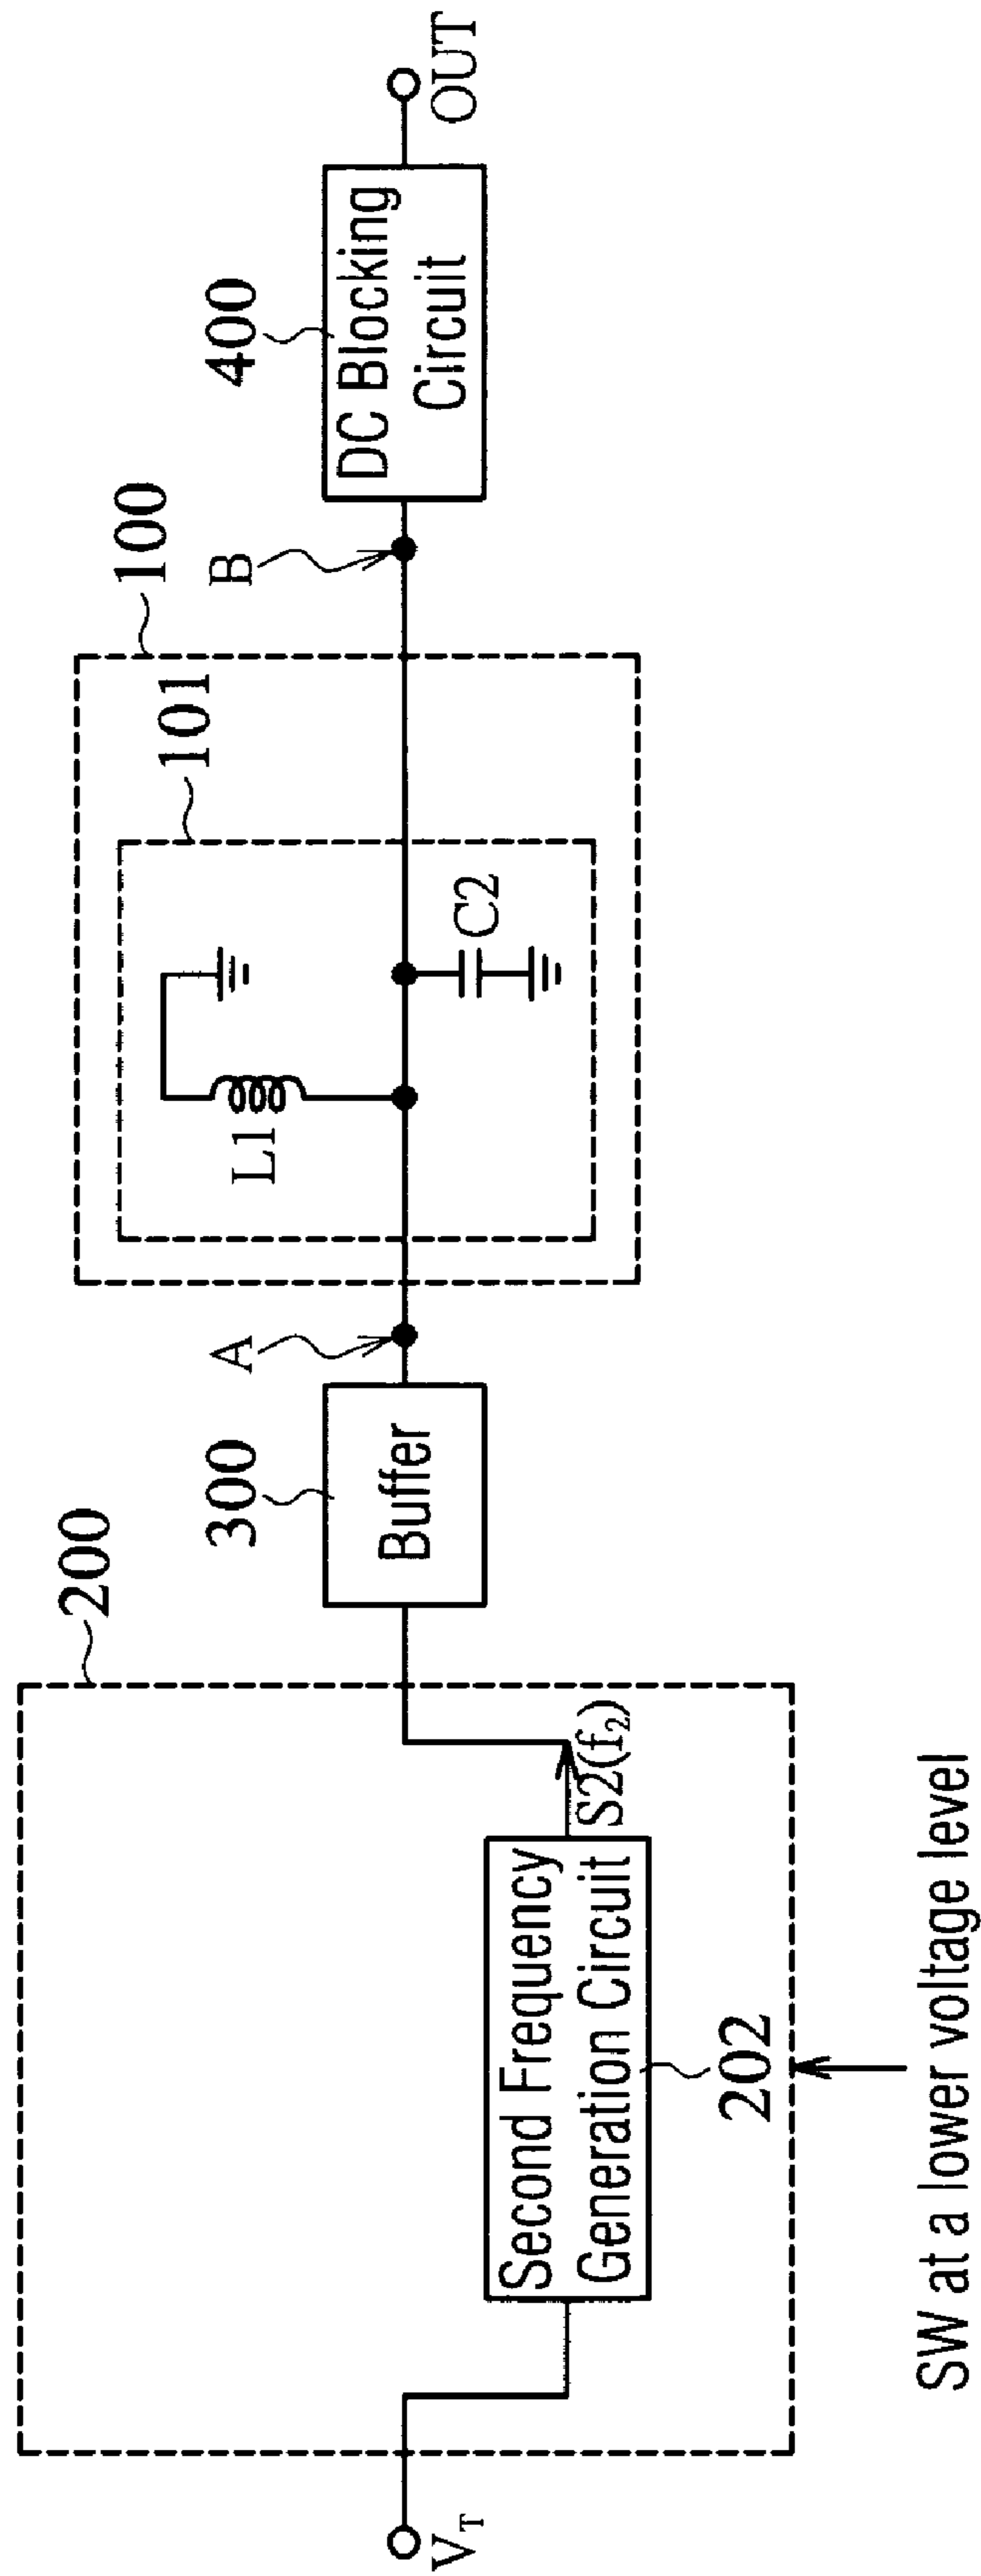 200
300
100
101
400
A
B
L1
C2
Buffer
DC Blocking
Circuit
V_T
OUT
Second Frequency
Generation Circuit
S2(f₂)
202
SW at a lower voltage level